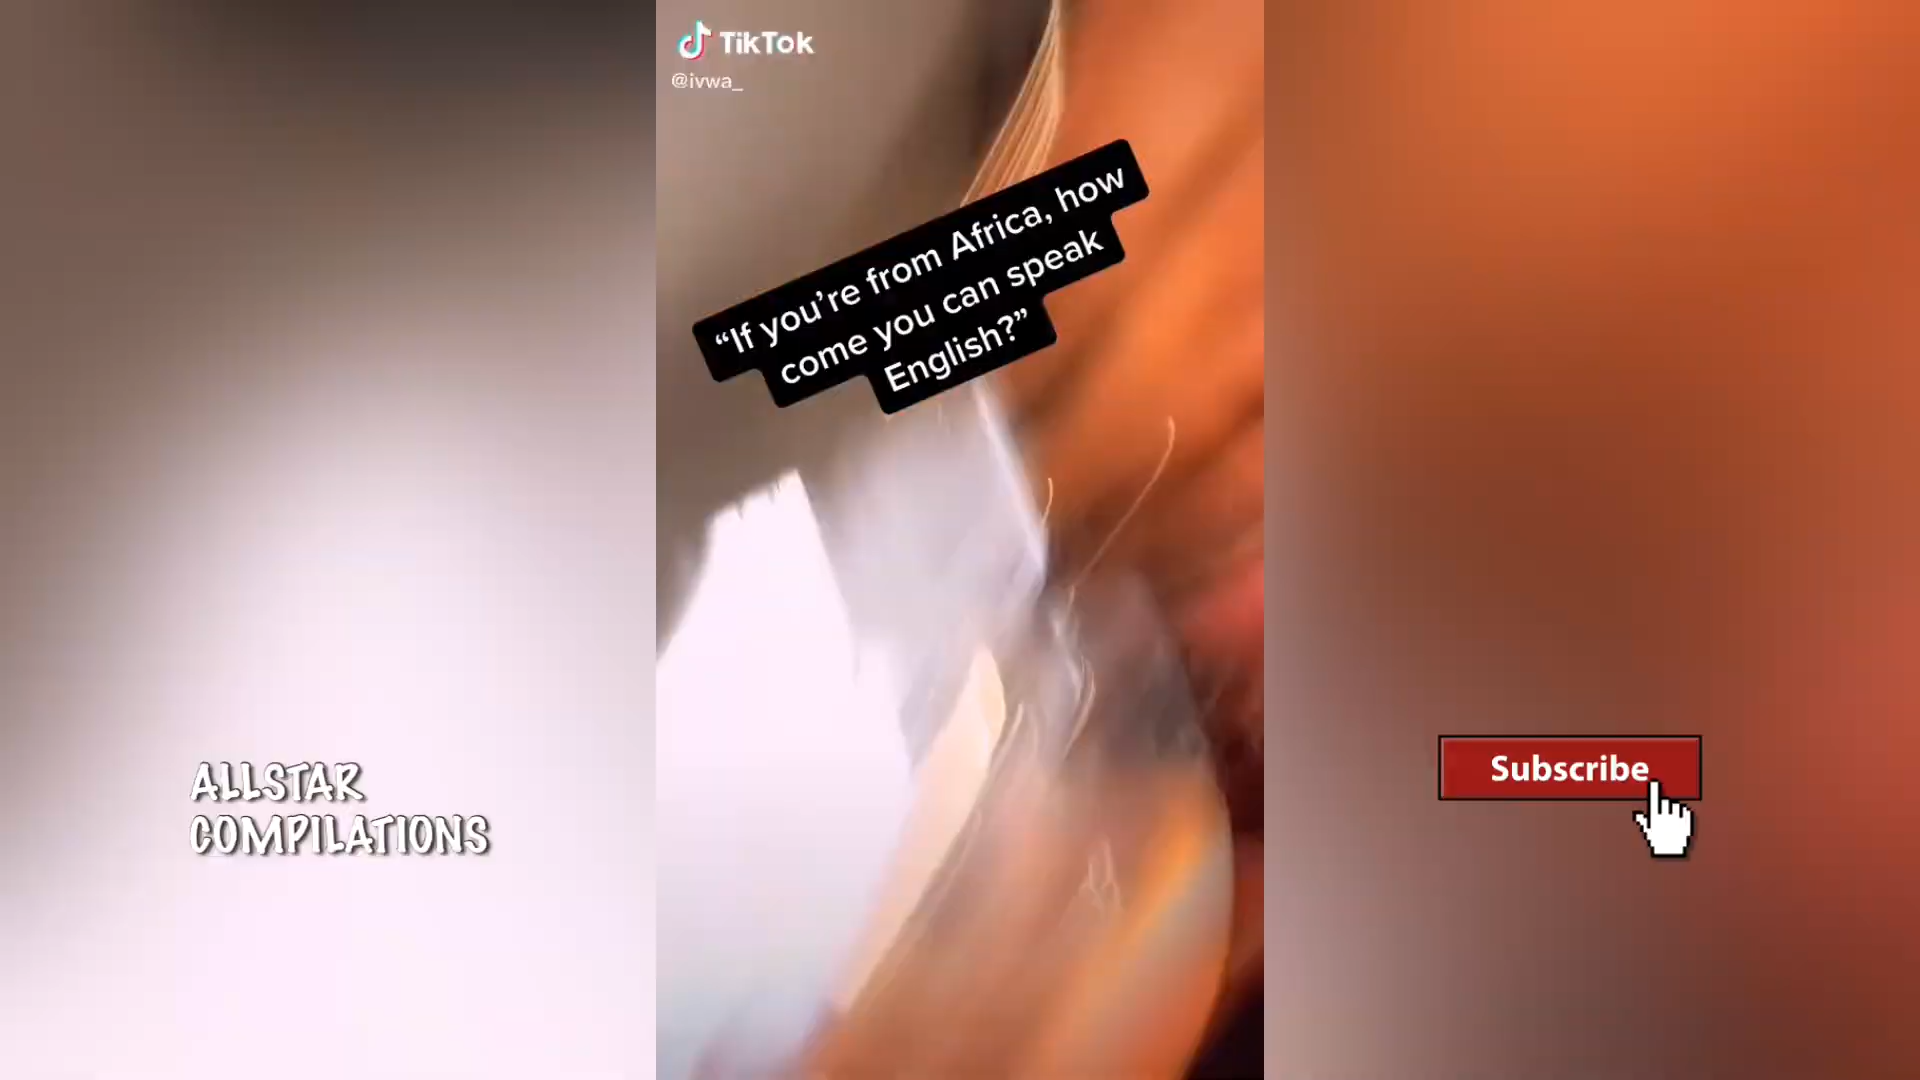 TikTok
@ivwa_
“If you’re from Africa, how
come you can speak
English?”
ALLSTAR
COMPILATIONS
Subscribe